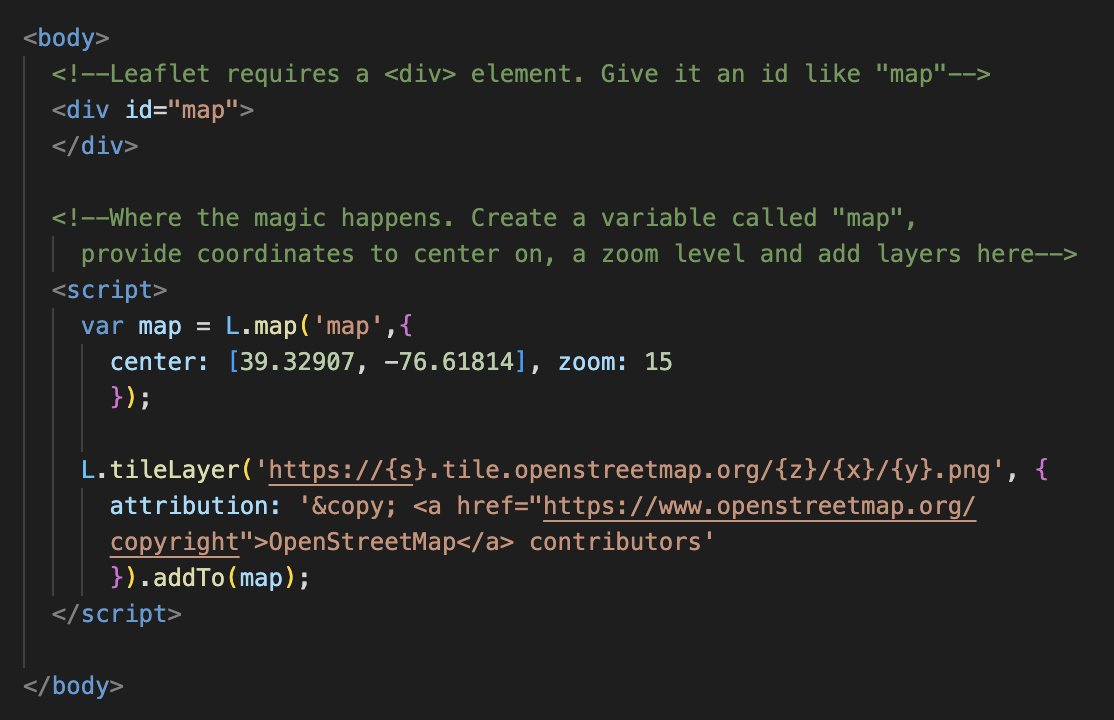 <body>
<!--Leaflet requires a <div> element. Give it an id like "map"-->
<div id="map">
</div>
<!--Where the magic happens. Create a variable called "map",
provide coordinates to center on, a zoom level and add layers here-->
<script>
var map = L.map('map',{
center: [39.32907, -76.61814], zoom: 15
});
L.tileLayer('https://{s}.tile.openstreetmap.org/{z}/{x}/{y}.png', {
attribution: '&copy; <a href="https://www.openstreetmap.org/
copyright">OpenStreetMap</a> contributors'
}).addTo(map);
</script>
</body>